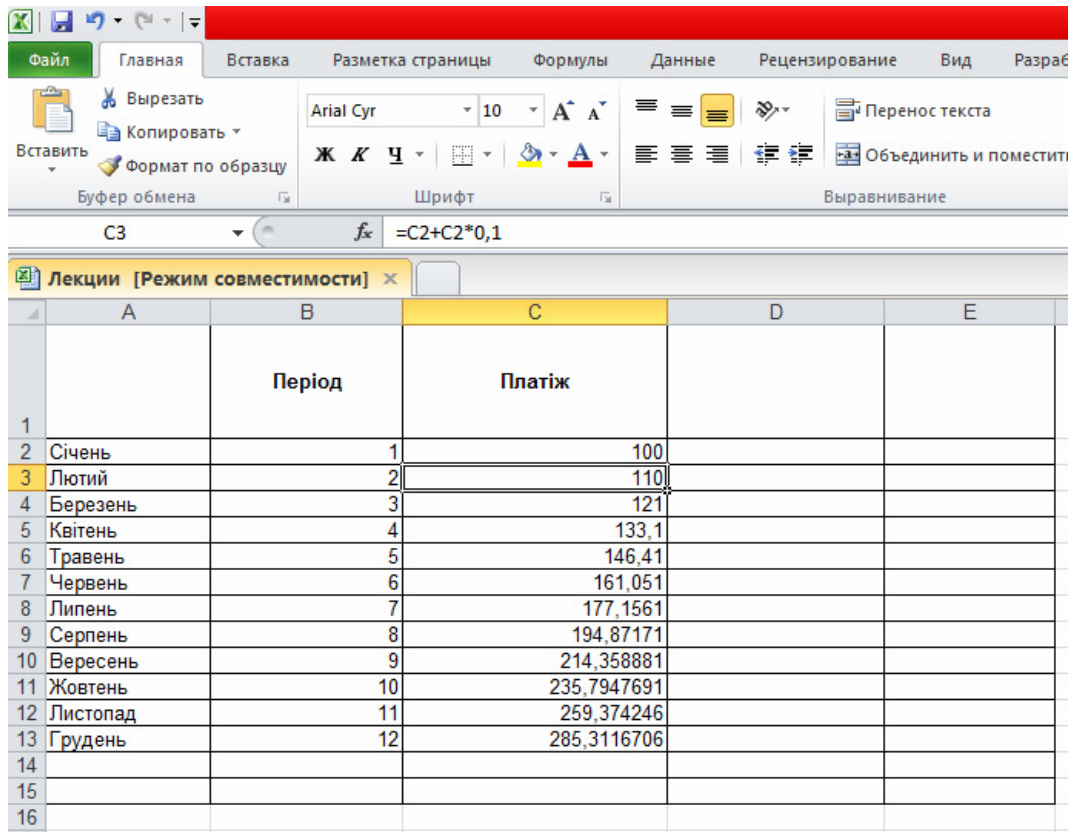 Файл Главная Вставка Разметка страницы Формулы Данные Рецензирование Вид Разраб
Вставить
Вырезать
Копировать
Формат по образцу
Буфер обмена
Arial Cyr 10
Ж К Ч
Шрифт
Перенос текста
Объединить и поместить
Выравнивание
C3 fx =C2+C2*0,1
Лекции [Режим совместимости]
A B C D E
1 Період Платіж
2 Січень 1 100
3 Лютий 2 110
4 Березень 3 121
5 Квітень 4 133,1
6 Травень 5 146,41
7 Червень 6 161,051
8 Липень 7 177,1561
9 Серпень 8 194,87171
10 Вересень 9 214,358881
11 Жовтень 10 235,7947691
12 Листопад 11 259,374246
13 Грудень 12 285,3116706
14
15
16